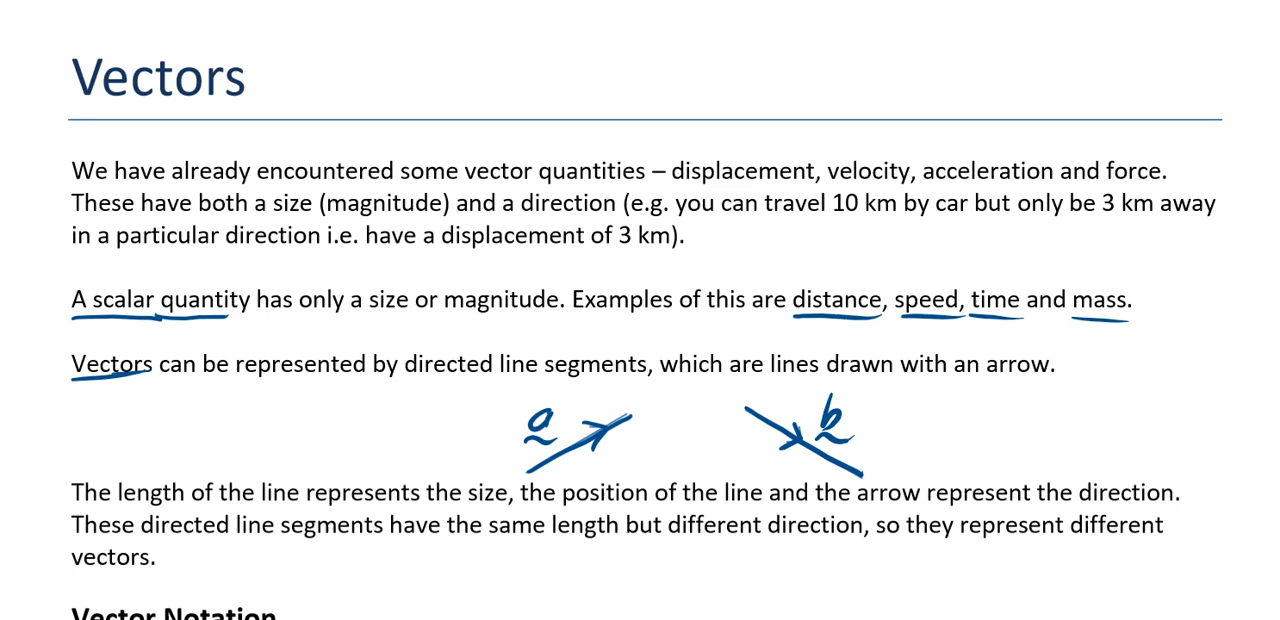 Vectors
We have already encountered some vector quantities – displacement, velocity, acceleration and force.
These have both a size (magnitude) and a direction (e.g. you can travel 10 km by car but only be 3 km away
in a particular direction i.e. have a displacement of 3 km).
A scalar quantity has only a size or magnitude. Examples of this are distance, speed, time and mass.
Vectors can be represented by directed line segments, which are lines drawn with an arrow.
a b
The length of the line represents the size, the position of the line and the arrow represent the direction.
These directed line segments have the same length but different direction, so they represent different
vectors.
Vector Notation